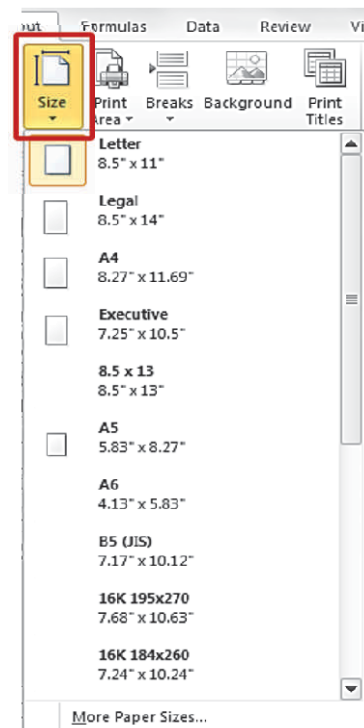 out Formulas Data Review Vi
Size Print Breaks Background Print
Area Titles
Letter
8.5" x 11"
Legal
8.5" x 14"
A4
8.27" x 11.69"
Executive
7.25" x 10.5"
8.5 x 13
8.5" x 13"
A5
5.83" x 8.27"
A6
4.13" x 5.83"
B5 (JIS)
7.17" x 10.12"
16K 195x270
7.68" x 10.63"
16K 184x260
7.24" x 10.24"
More Paper Sizes...